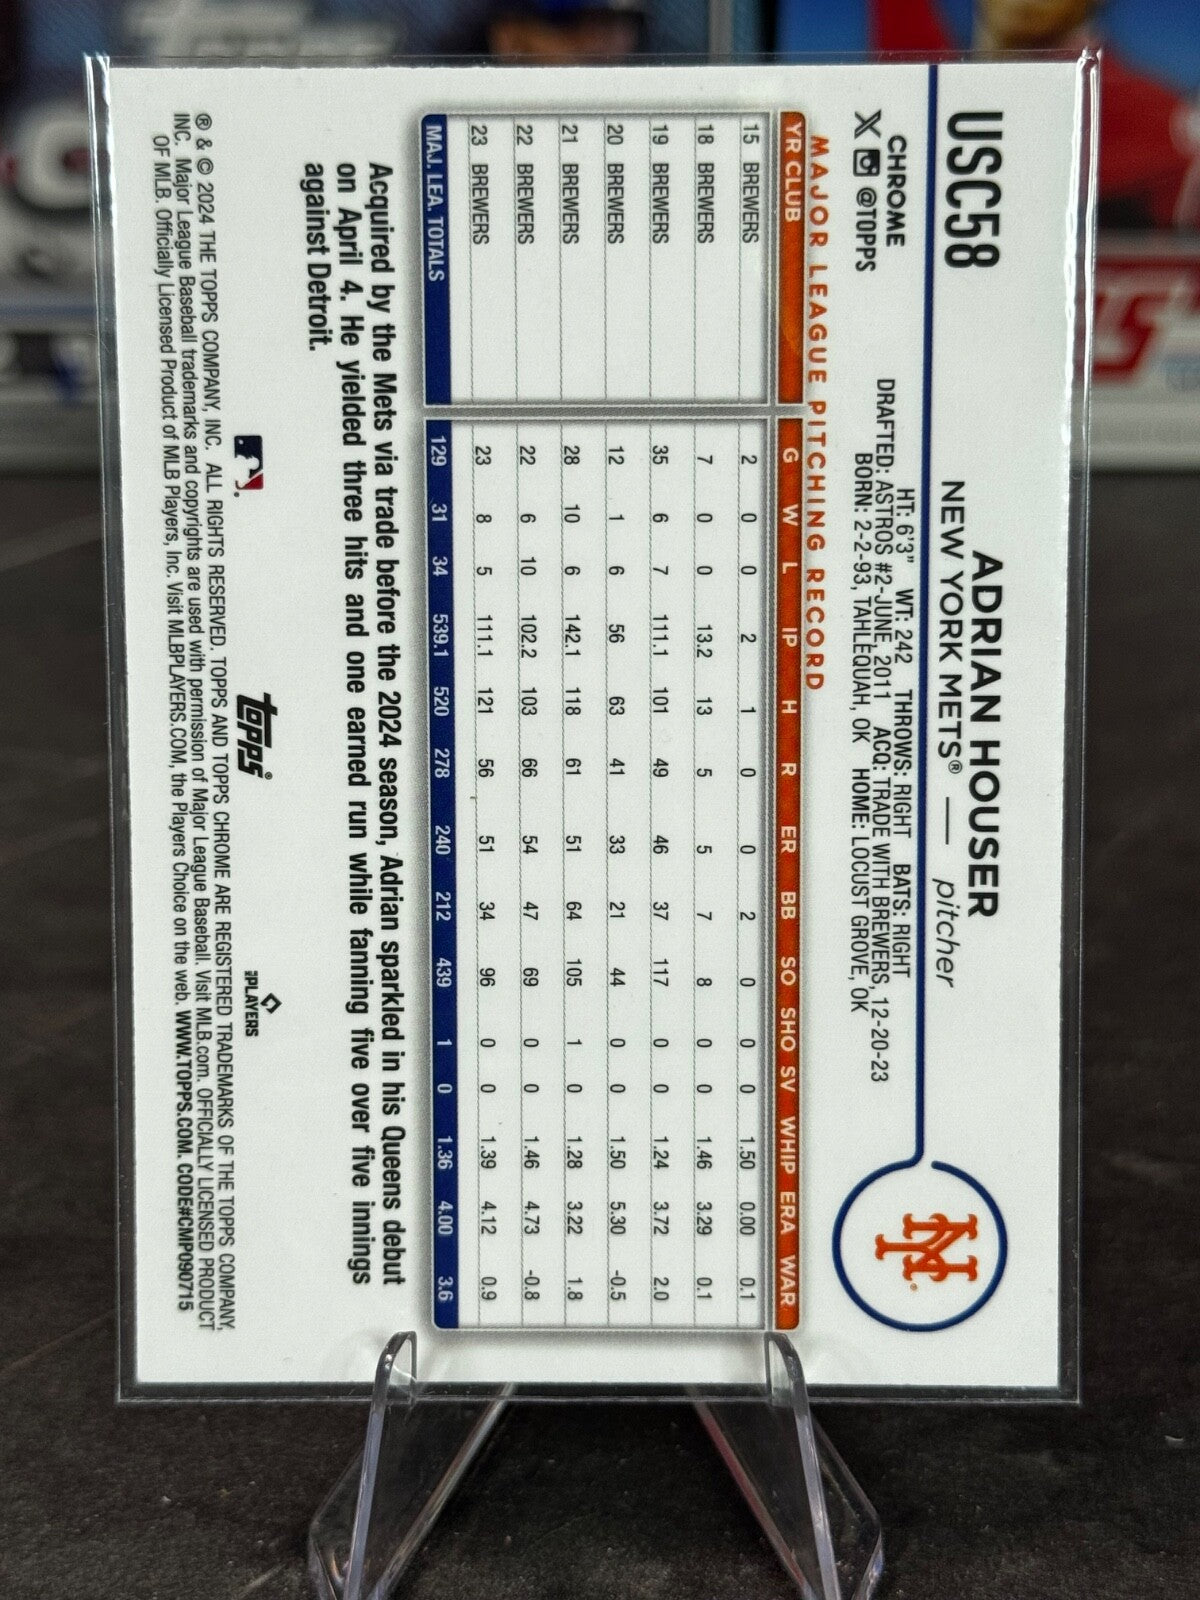 USC58
ADRIAN HOUSER
NEW YORK METS® — pitcher
CHROME
X @TOPPS
HT: 6'3" WT: 242 THROWS: RIGHT BATS: RIGHT
DRAFTED: ASTROS #2-JUNE, 2011 ACQ: TRADE WITH BREWERS, 12-20-23
BORN: 2-2-93, TAHLEQUAH, OK HOME: LOCUST GROVE, OK
MAJOR LEAGUE PITCHING RECORD
YR CLUB G W L IP H R ER BB SO SHO SV WHIP ERA WAR
15 BREWERS 2 0 0 2 1 0 0 2 0 0 0 1.50 0.00 0.1
18 BREWERS 7 0 0 13.2 13 5 5 7 8 0 0 1.46 3.29 0.1
19 BREWERS 35 6 7 111.1 101 49 46 37 117 0 0 1.24 3.72 2.0
20 BREWERS 12 1 6 56 63 41 33 21 44 0 0 1.50 5.30 -0.5
21 BREWERS 28 10 6 142.1 118 61 51 64 105 1 0 1.28 3.22 1.8
22 BREWERS 22 6 10 102.2 103 66 54 47 69 0 0 1.46 4.73 -0.8
23 BREWERS 23 8 5 111.1 121 56 51 34 96 0 0 1.39 4.12 0.9
MAJ. LEA. TOTALS 129 31 34 539.1 520 278 240 212 439 1 0 1.36 4.00 3.6
Acquired by the Mets via trade before the 2024 season, Adrian sparkled in his Queens debut
on April 4. He yielded three hits and one earned run while fanning five over five innings
against Detroit.
topps®
PLAYERS
® & © 2024 THE TOPPS COMPANY, INC. ALL RIGHTS RESERVED. TOPPS AND TOPPS CHROME ARE REGISTERED TRADEMARKS OF THE TOPPS COMPANY,
INC. Major League Baseball trademarks and copyrights are used with permission of Major League Baseball. Visit MLB.com. OFFICIALLY LICENSED PRODUCT
OF MLB. Officially Licensed Product of MLB Players, Inc. Visit MLBPLAYERS.COM, the Players Choice on the web. WWW.TOPPS.COM. CODE#CMP090715